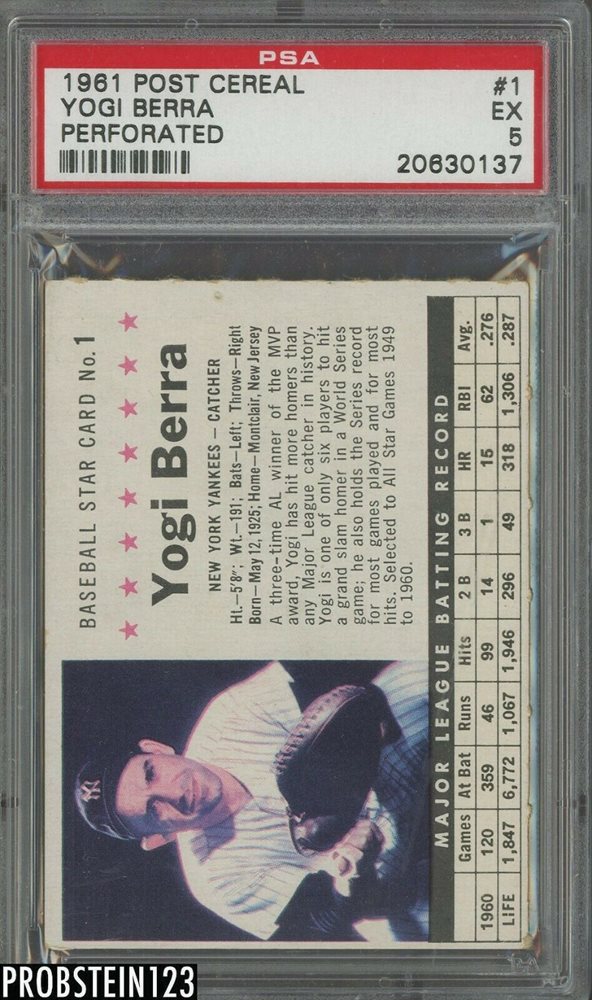 PSA
1961 POST CEREAL #1
YOGI BERRA EX
PERFORATED 5
20630137
BASEBALL STAR CARD No. 1
Yogi Berra
NEW YORK YANKEES – CATCHER
Ht.—5'8"; Wt.—191; Bats—Left; Throws—Right
Born—May 12, 1925; Home—Montclair, New Jersey
A three-time AL winner of the MVP
award, Yogi has hit more homers than
any Major League catcher in history.
Yogi is one of only six players to hit
a grand slam homer in a World Series
game; he also holds the Series record
for most games played and for most
hits. Selected to All Star Games 1949
to 1960.
MAJOR LEAGUE BATTING RECORD
Games At Bat Runs Hits 2 B 3 B HR RBI Avg.
1960 120 359 46 99 14 1 15 62 .276
LIFE 1,847 6,772 1,067 1,946 296 49 318 1,306 .287
PROBSTEIN123